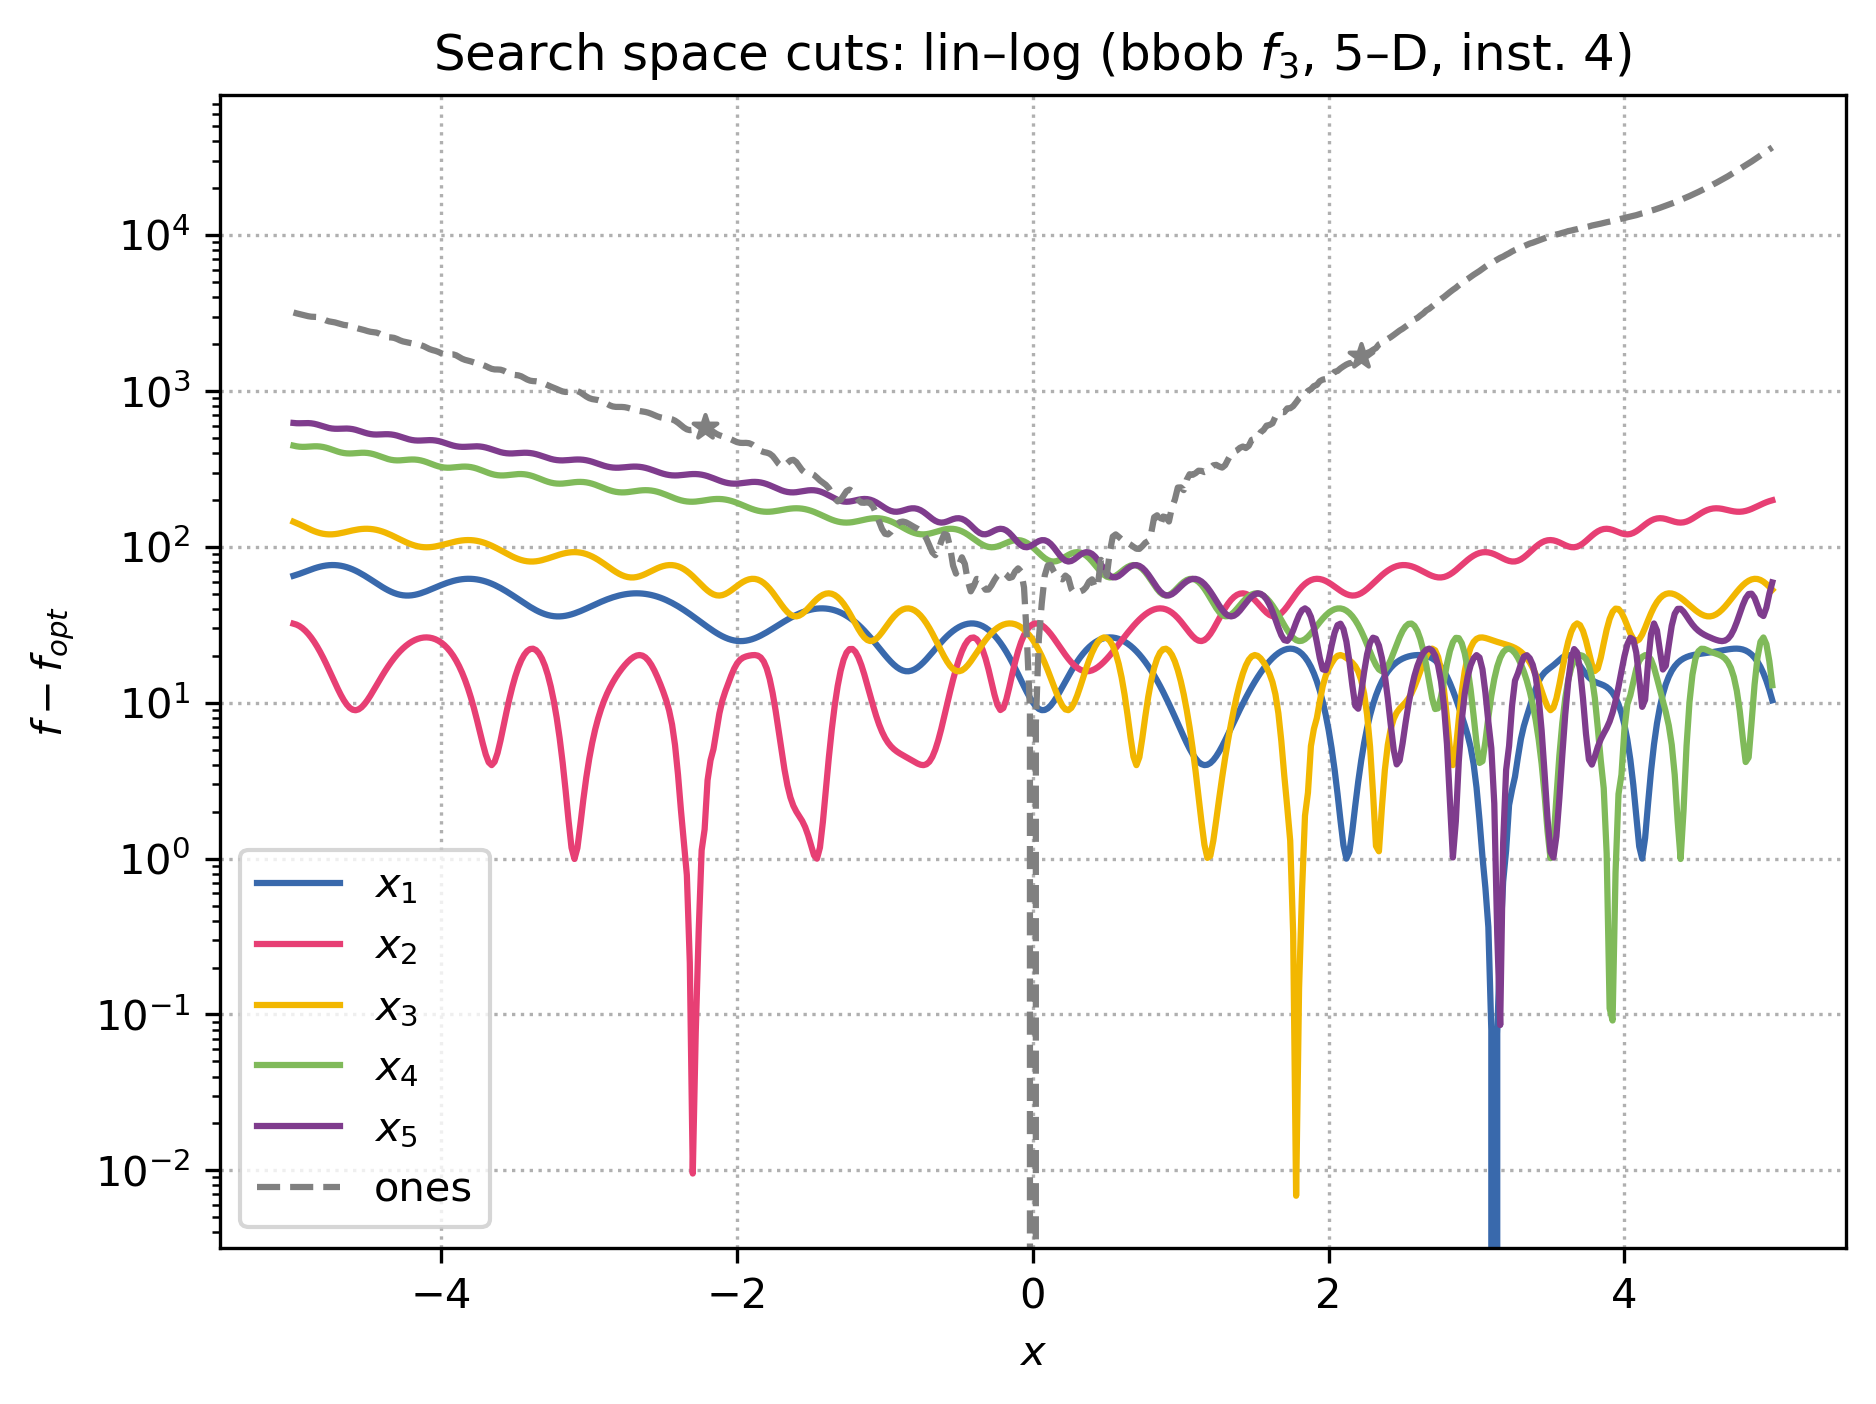 Search space cuts: lin–log (bbob f₃, 5–D, inst. 4)
f − f_opt
10⁴
10³
10²
10¹
10⁰
10⁻¹
10⁻²
x₁
x₂
x₃
x₄
x₅
ones
−4 −2 0 2 4
x